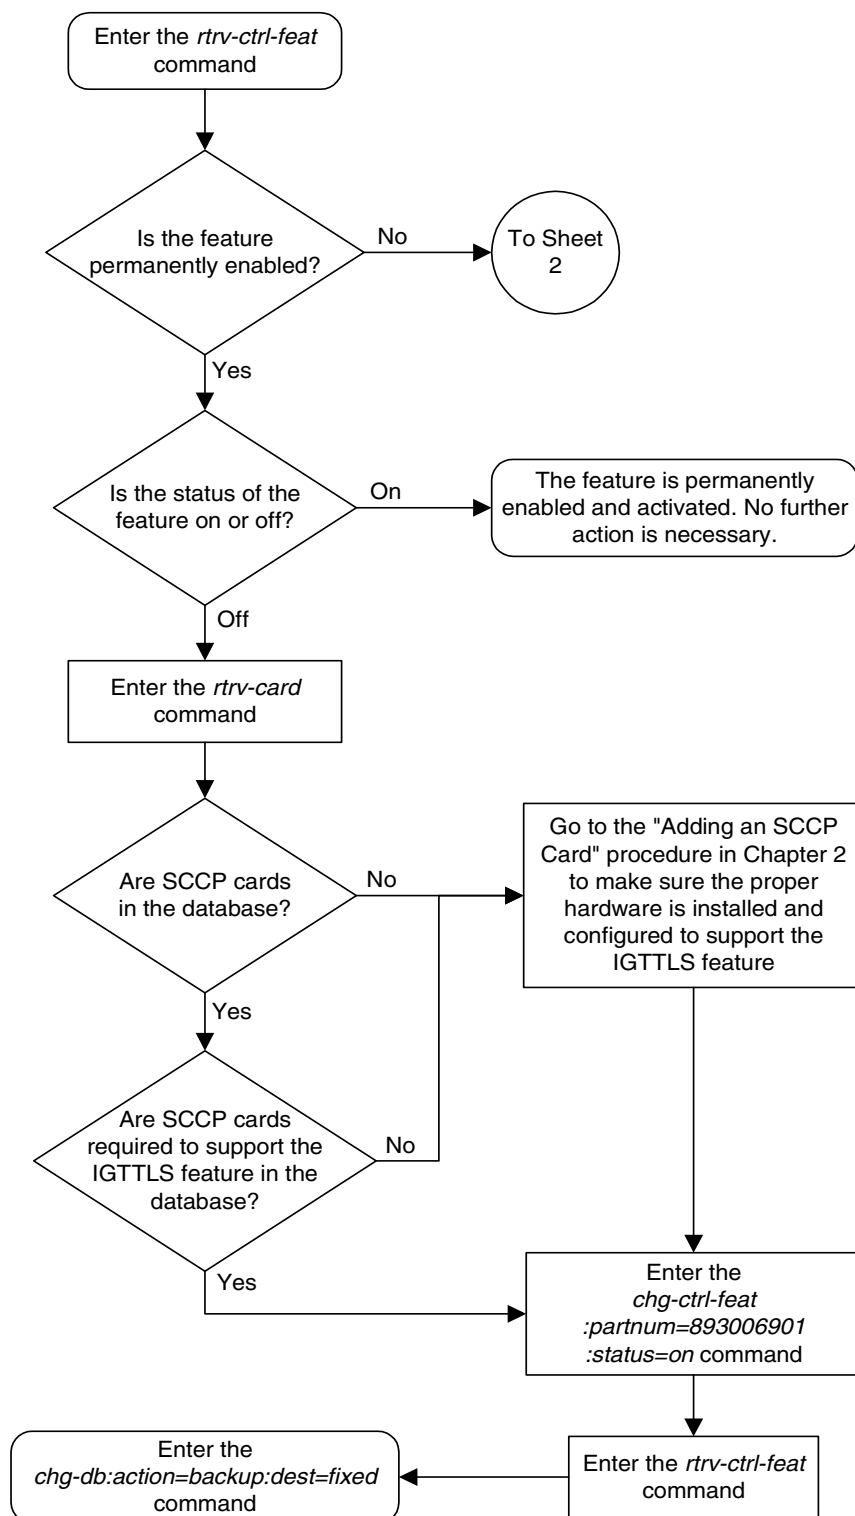 Enter the rtrv-ctrl-feat
command
Is the feature
permanently enabled?
No
To Sheet
2
Yes
Is the status of the
feature on or off?
On
The feature is permanently
enabled and activated. No further
action is necessary.
Off
Enter the rtrv-card
command
Are SCCP cards
in the database?
No
Go to the "Adding an SCCP
Card" procedure in Chapter 2
to make sure the proper
hardware is installed and
configured to support the
IGTTLS feature
Yes
Are SCCP cards
required to support the
IGTTLS feature in the
database?
No
Yes
Enter the
chg-ctrl-feat
:partnum=893006901
:status=on command
Enter the rtrv-ctrl-feat
command
Enter the
chg-db:action=backup:dest=fixed
command